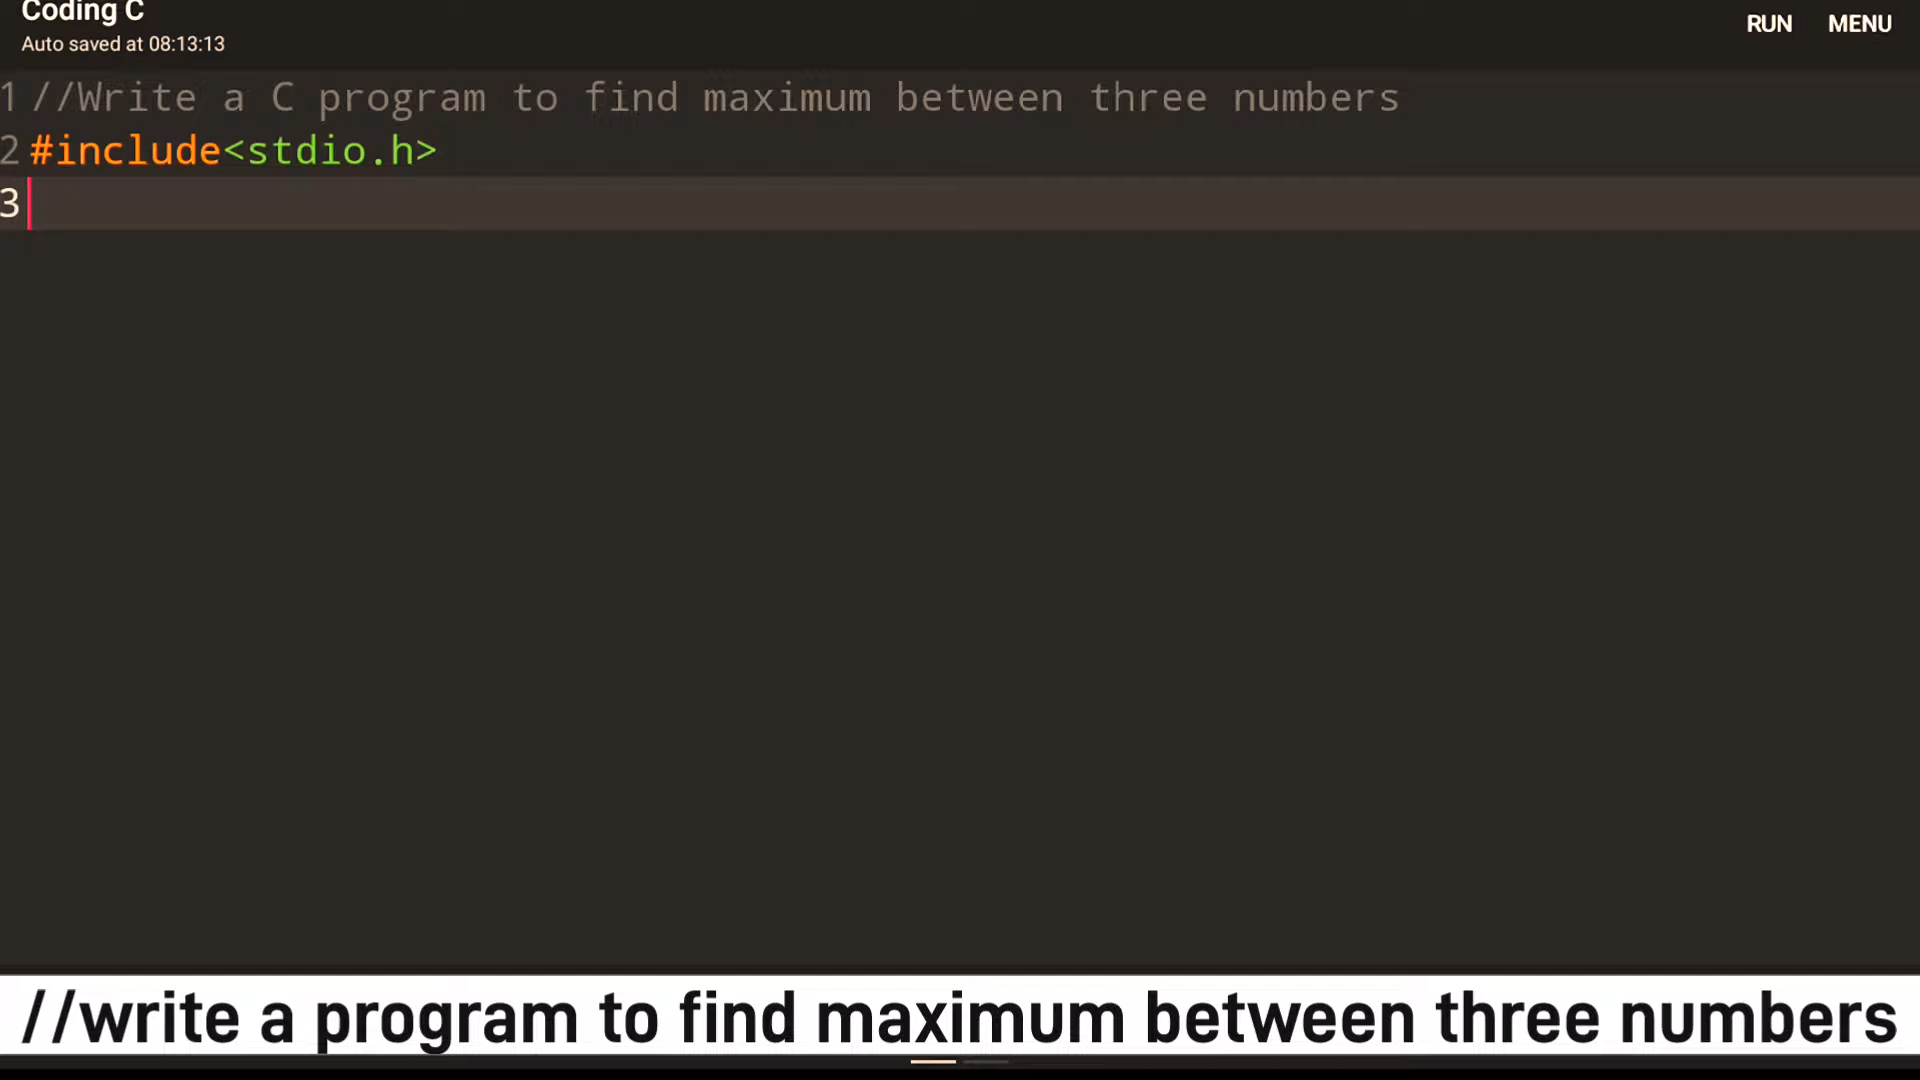 Coding C
Auto saved at 08:13:13
RUN MENU
1 //Write a C program to find maximum between three numbers
2 #include<stdio.h>
3
//write a program to find maximum between three numbers